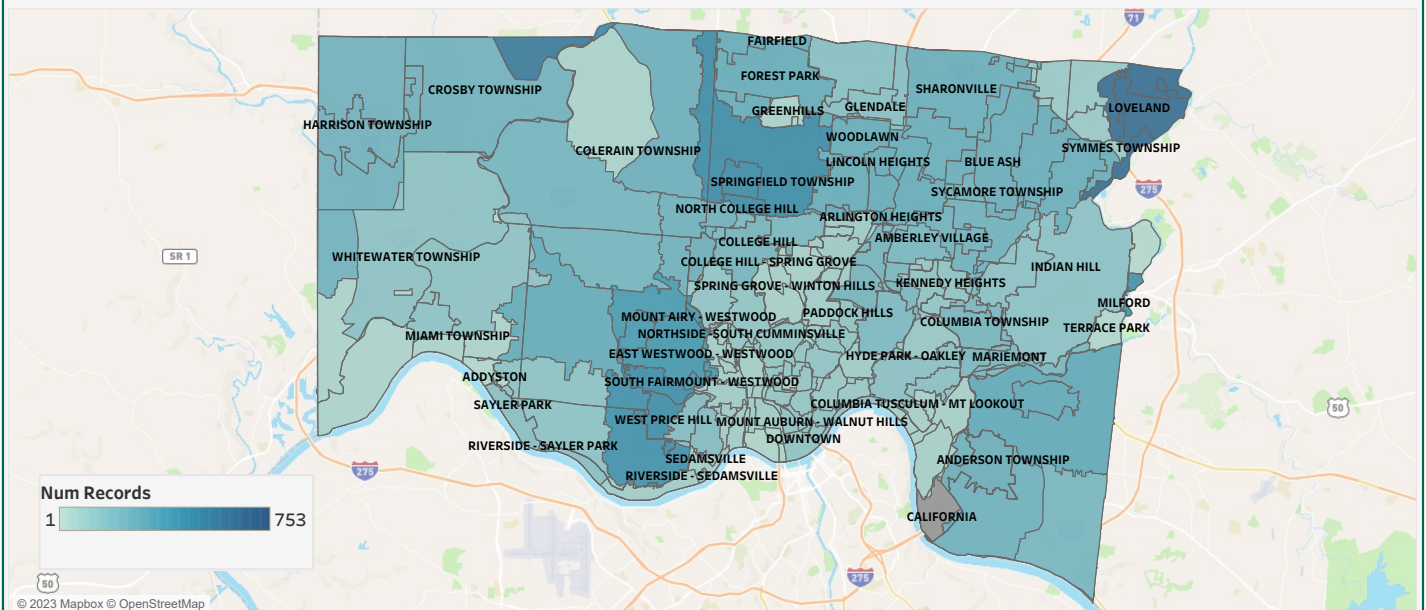 71
FAIRFIELD
FOREST PARK
CROSBY TOWNSHIP
SHARONVILLE
GREENHILLS
GLENDALE
LOVELAND
HARRISON TOWNSHIP
WOODLAWN
COLERAIN TOWNSHIP
SYMMES TOWNSHIP
LINCOLN HEIGHTS
BLUE ASH
SPRINGFIELD TOWNSHIP
275
SYCAMORE TOWNSHIP
NORTH COLLEGE HILL
ARLINGTON HEIGHTS
COLLEGE HILL
AMBERLEY VILLAGE
SR 1
WHITEWATER TOWNSHIP
COLLEGE HILL - SPRING GROVE
INDIAN HILL
SPRING GROVE - WINTON HILLS
KENNEDY HEIGHTS
MILFORD
MOUNT AIRY - WESTWOOD
PADDOCK HILLS
COLUMBIA TOWNSHIP
TERRACE PARK
MIAMI TOWNSHIP
NORTHSIDE -SOUTH CUMMINSVILLE
EAST WESTWOOD - WESTWOOD
HYDE PARK - OAKLEY
MARIEMONT
ADDYSTON
SOUTH FAIRMOUNT - WESTWOOD
SAYLER PARK
COLUMBIA TUSCULUM - MT LOOKOUT
50
WEST PRICE HILL
MOUNT AUBURN - WALNUT HILLS
DOWNTOWN
RIVERSIDE - SAYLER PARK
SEDAMSVILLE
ANDERSON TOWNSHIP
275
RIVERSIDE - SEDAMSVILLE
Num Records
1
753
CALIFORNIA
275
50
© 2023 Mapbox © OpenStreetMap